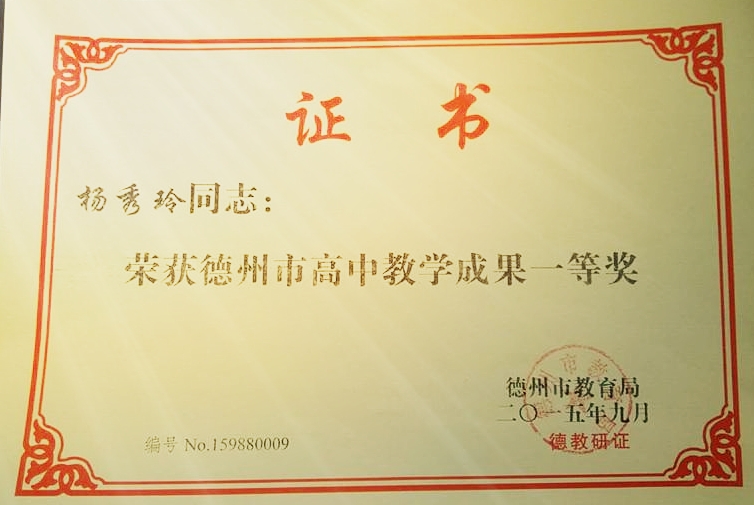 证书
杨秀玲同志：
荣获德州市高中教学成果一等奖
德州市教育局
二〇一五年九月
德教研证
编号 No.159880009